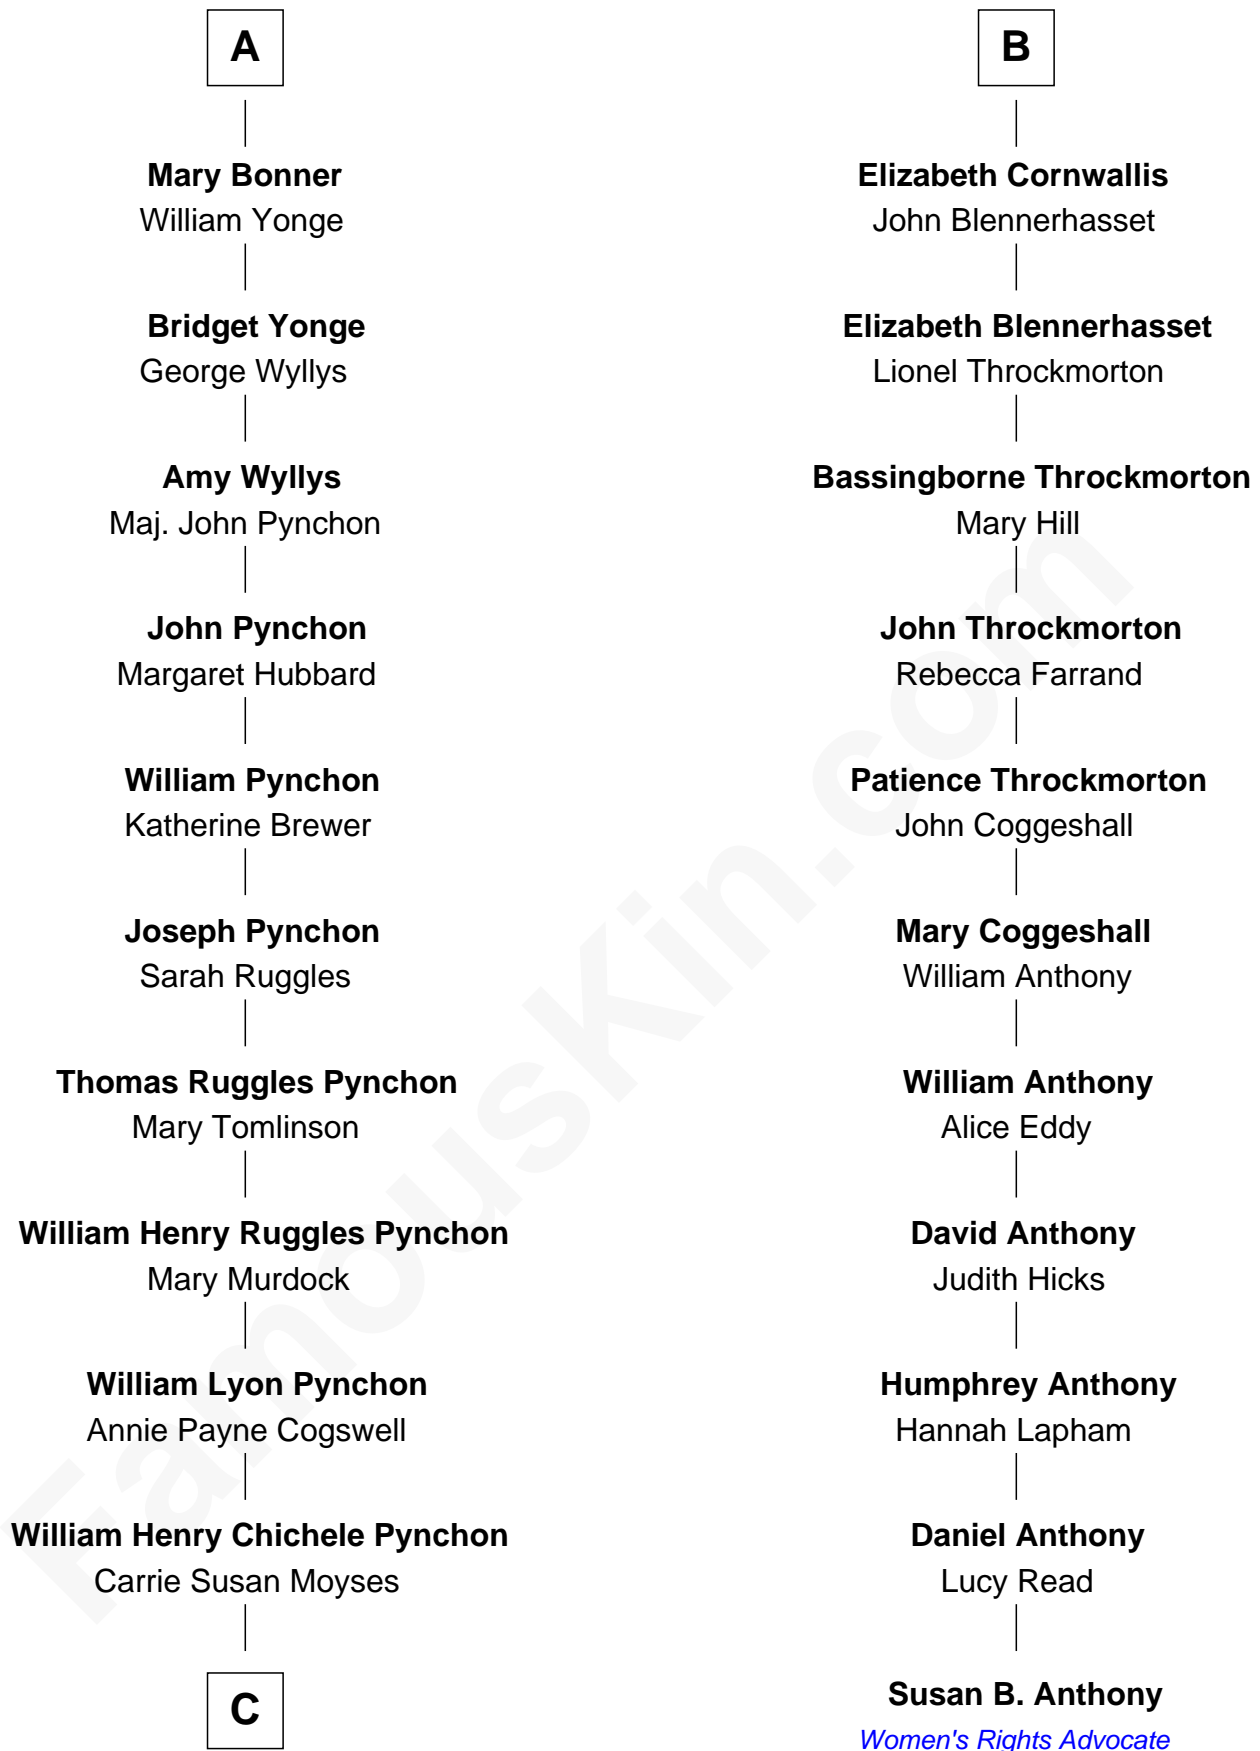 A
Mary Bonner
William Yonge
Bridget Yonge
George Wyllys
Amy Wyllys
Maj. John Pynchon
John Pynchon
Margaret Hubbard
William Pynchon
Katherine Brewer
Joseph Pynchon
Sarah Ruggles
Thomas Ruggles Pynchon
Mary Tomlinson
William Henry Ruggles Pynchon
Mary Murdock
William Lyon Pynchon
Annie Payne Cogswell
William Henry Chichele Pynchon
Carrie Susan Moyses
C
B
Elizabeth Cornwallis
John Blennerhasset
Elizabeth Blennerhasset
Lionel Throckmorton
Bassingborne Throckmorton
Mary Hill
John Throckmorton
Rebecca Farrand
Patience Throckmorton
John Coggeshall
Mary Coggeshall
William Anthony
William Anthony
Alice Eddy
David Anthony
Judith Hicks
Humphrey Anthony
Hannah Lapham
Daniel Anthony
Lucy Read
Susan B. Anthony
Women's Rights Advocate
FamousKin.com